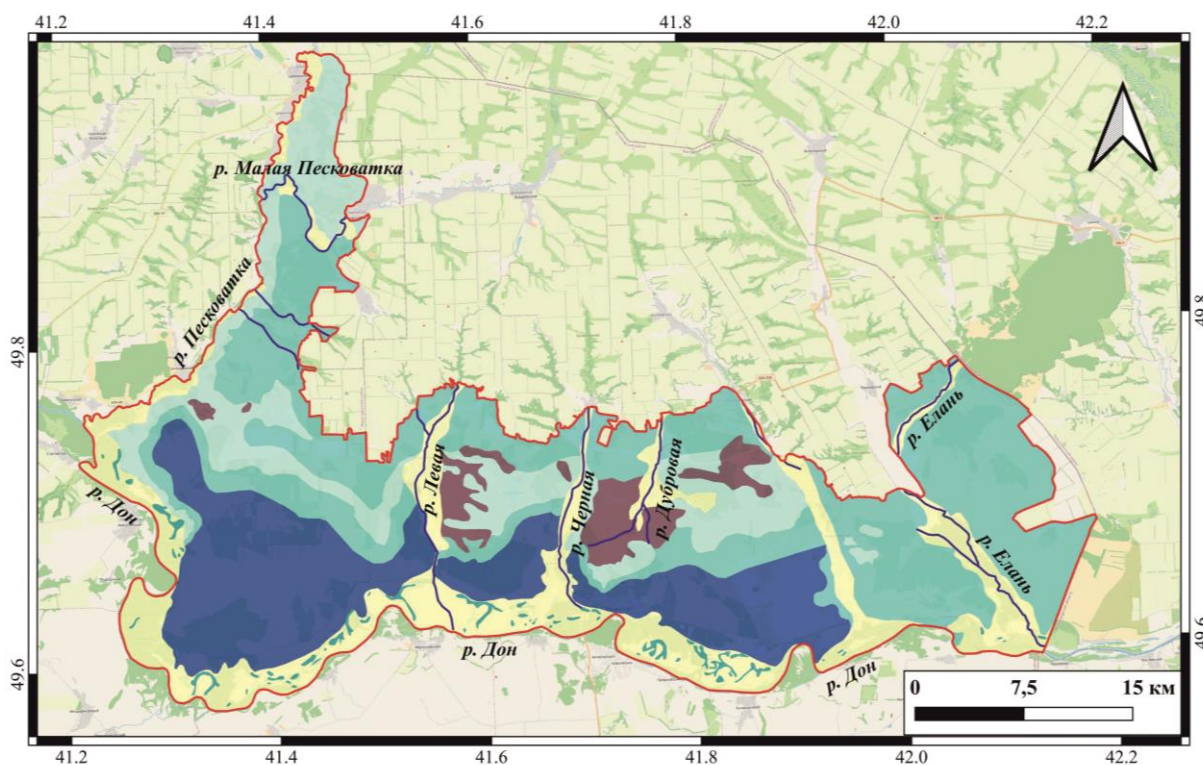 41.2 41.4 41.6 41.8 42.0 42.2
р. Малая Песковатка
р. Песковатка
49.8
49.8
р. Елань
р. Левая
р. Черная
р. Дубровая
р. Дон
р. Елань
49.6
49.6
р. Дон
р. Дон
0 7,5 15 км
41.2 41.4 41.6 41.8 42.0 42.2